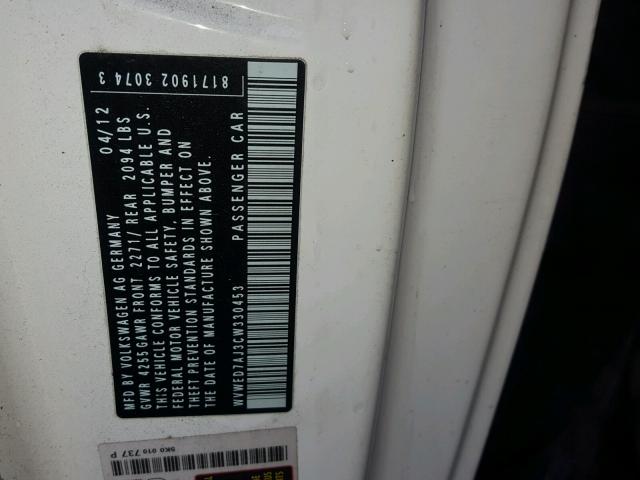 MFD BY VOLKSWAGEN AG GERMANY 04/12
GVWR 4255 GAWR FRONT 2271/ REAR 2094 LBS
THIS VEHICLE CONFORMS TO ALL APPLICABLE U.S.
FEDERAL MOTOR VEHICLE SAFETY, BUMPER AND
THEFT PREVENTION STANDARDS IN EFFECT ON
THE DATE OF MANUFACTURE SHOWN ABOVE.
8171902 3074 3
WVWED7AJ3CW330453 PASSENGER CAR
5K0 010 737 P